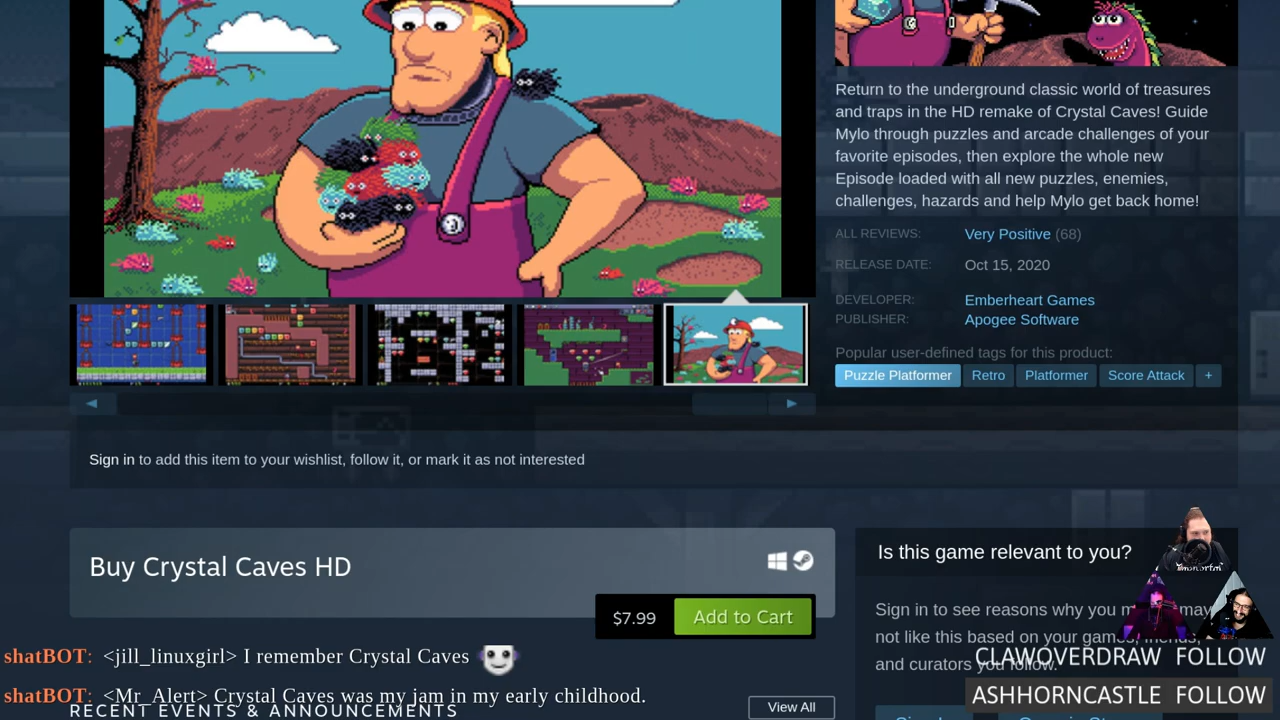 Return to the underground classic world of treasures
and traps in the HD remake of Crystal Caves! Guide
Mylo through puzzles and arcade challenges of your
favorite episodes, then explore the whole new
Episode loaded with all new puzzles, enemies,
challenges, hazards and help Mylo get back home!
ALL REVIEWS: Very Positive (68)
RELEASE DATE: Oct 15, 2020
DEVELOPER: Emberheart Games
PUBLISHER: Apogee Software
Popular user-defined tags for this product:
Puzzle Platformer Retro Platformer Score Attack +
Sign in to add this item to your wishlist, follow it, or mark it as not interested
Buy Crystal Caves HD
$7.99 Add to Cart
Is this game relevant to you?
Sign in to see reasons why you may
not like this based on your games, friends,
and curators you follow.
shatBOT: <jill_linuxgirl> I remember Crystal Caves
shatBOT: <Mr_Alert> Crystal Caves was my jam in my early childhood.
RECENT EVENTS & ANNOUNCEMENTS
View All
CLAWOVERDRAW FOLLOW
ASHHORNCASTLE FOLLOW